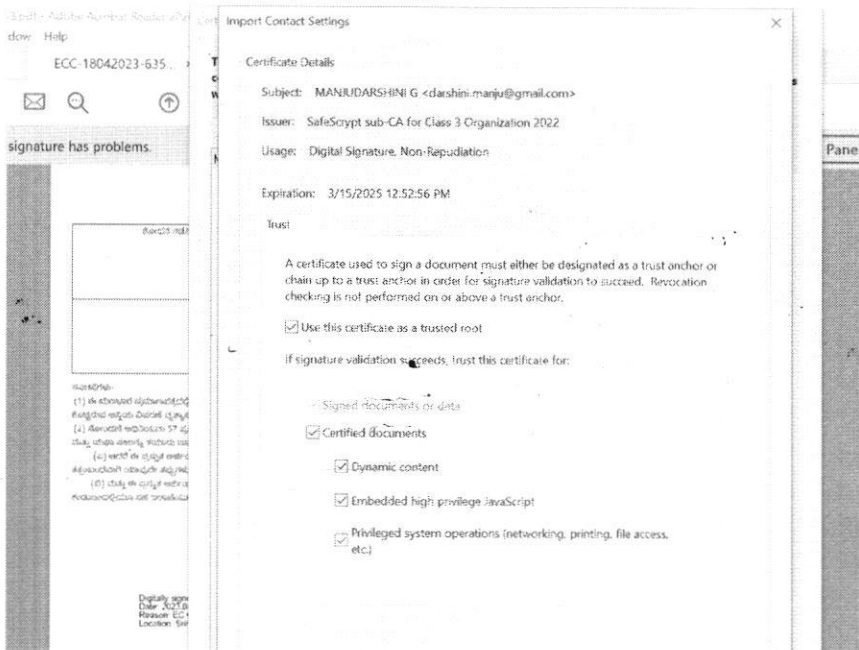 dow Help
ECC-18042023-635..
signature has problems.
Pane
Import Contact Settings
Certificate Details
Subject: MANJUDARSHINI G <darshini.manju@gmail.com>
Issuer: SafeScrypt sub-CA for Class 3 Organization 2022
Usage: Digital Signature, Non-Repudiation
Expiration: 3/15/2025 12:52:56 PM
Trust
A certificate used to sign a document must either be designated as a trust anchor or
chain up to a trust anchor in order for signature validation to succeed. Revocation
checking is not performed on or above a trust anchor.
Use this certificate as a trusted root
If signature validation succeeds, trust this certificate for:
Signed documents or data
Certified documents
Dynamic content
Embedded high privilege JavaScript
Privileged system operations (networking, printing, file access,
etc.)
Digitally
Date: 
Reason: EC
Location: